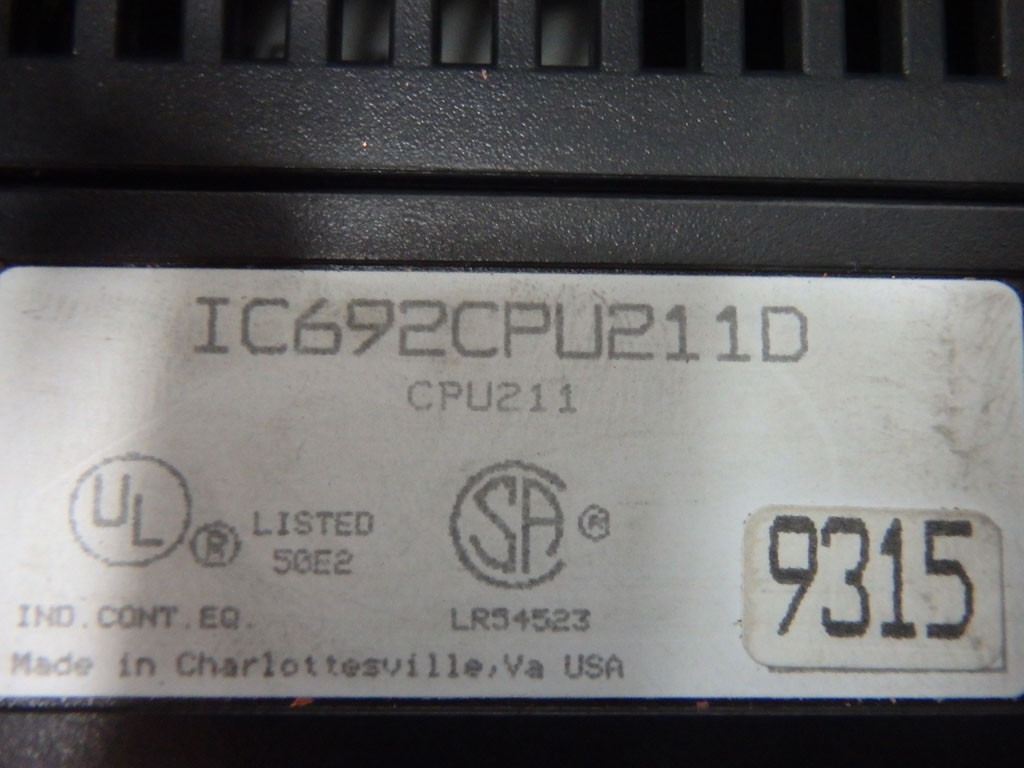 IC692CPU211D
CPU211
UL ® LISTED
50E2
SA ®
9315
IND.CONT.EQ.
LR54523
Made in Charlottesville,Va USA